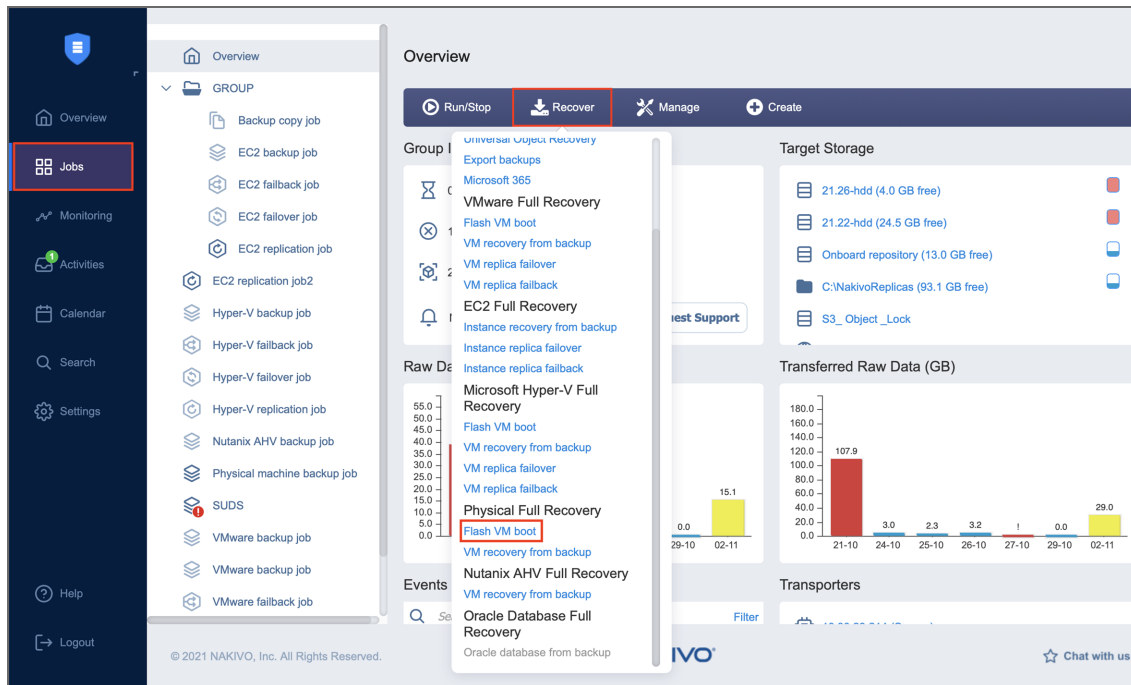 Overview
Jobs
Monitoring
1
Activities
Calendar
Search
Settings
Help
Logout
Overview
GROUP
Backup copy job
EC2 backup job
EC2 failback job
EC2 failover job
EC2 replication job
EC2 replication job2
Hyper-V backup job
Hyper-V failback job
Hyper-V failover job
Hyper-V replication job
Nutanix AHV backup job
Physical machine backup job
SUDS
VMware backup job
VMware backup job
VMware failback job
Overview
Run/Stop
Recover
Manage
Create
Group
Universal Object Recovery
Export backups
Microsoft 365
VMware Full Recovery
Flash VM boot
VM recovery from backup
VM replica failover
VM replica failback
EC2 Full Recovery
Instance recovery from backup
Instance replica failover
Instance replica failback
Microsoft Hyper-V Full
Recovery
Flash VM boot
VM recovery from backup
VM replica failover
VM replica failback
Physical Full Recovery
Flash VM boot
VM recovery from backup
Nutanix AHV Full Recovery
VM recovery from backup
Oracle Database Full
Recovery
Oracle database from backup
Support
Raw
55.0
50.0
45.0
40.0
35.0
30.0
25.0
20.0
15.0
10.0
5.0
0.0
0.0
15.1
29-10
02-11
Events
Filter
Target Storage
21.26-hdd (4.0 GB free)
21.22-hdd (24.5 GB free)
Onboard repository (13.0 GB free)
C:\NakivoReplicas (93.1 GB free)
S3_ Object _Lock
Transferred Raw Data (GB)
180.0
160.0
140.0
120.0
100.0
80.0
60.0
40.0
20.0
0.0
107.9
3.0
2.3
3.2
!
0.0
29.0
21-10
24-10
25-10
26-10
27-10
29-10
02-11
Transporters
© 2021 NAKIVO, Inc. All Rights Reserved.
Chat with us